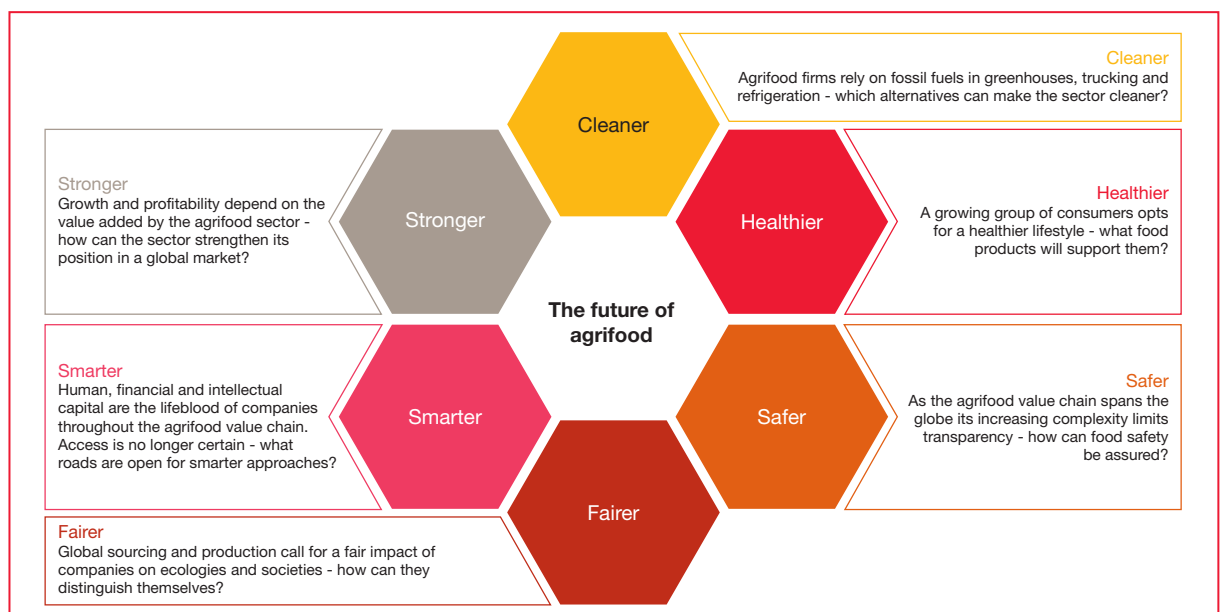 Cleaner
Agrifood firms rely on fossil fuels in greenhouses, trucking and
refrigeration - which alternatives can make the sector cleaner?
Cleaner
Stronger
Growth and profitability depend on the
value added by the agrifood sector -
how can the sector strengthen its
position in a global market?
Stronger
Healthier
Healthier
A growing group of consumers opts
for a healthier lifestyle - what food
products will support them?
The future of
agrifood
Smarter
Human, financial and intellectual
capital are the lifeblood of companies
throughout the agrifood value chain.
Access is no longer certain - what
roads are open for smarter approaches?
Smarter
Safer
Safer
As the agrifood value chain spans the
globe its increasing complexity limits
transparency - how can food safety
be assured?
Fairer
Fairer
Global sourcing and production call for a fair impact of
companies on ecologies and societies - how can they
distinguish themselves?